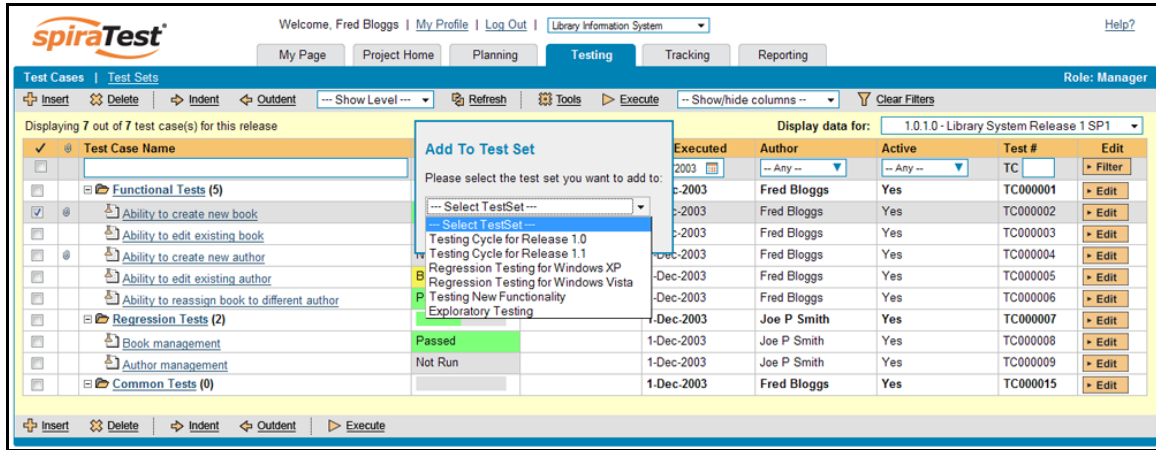 spiraTest
Welcome, Fred Bloggs | My Profile | Log Out | Library Information System
Help?
My Page Project Home Planning Testing Tracking Reporting
Test Cases | Test Sets Role: Manager
Insert Delete Indent Outdent --- Show Level --- Refresh Tools Execute -- Show/hide columns -- Clear Filters
Displaying 7 out of 7 test case(s) for this release Display data for: 1.0.1.0 - Library System Release 1 SP1
Test Case Name Executed Author Active Test # Edit
2003 -- Any -- -- Any -- TC Filter
Functional Tests (5) c-2003 Fred Bloggs Yes TC000001 Edit
Ability to create new book c-2003 Fred Bloggs Yes TC000002 Edit
Ability to edit existing book c-2003 Fred Bloggs Yes TC000003 Edit
Ability to create new author -Dec-2003 Fred Bloggs Yes TC000004 Edit
Ability to edit existing author B -Dec-2003 Fred Bloggs Yes TC000005 Edit
Ability to reassign book to different author P -Dec-2003 Fred Bloggs Yes TC000006 Edit
Regression Tests (2) 1-Dec-2003 Joe P Smith Yes TC000007 Edit
Book management Passed 1-Dec-2003 Joe P Smith Yes TC000008 Edit
Author management Not Run 1-Dec-2003 Joe P Smith Yes TC000009 Edit
Common Tests (0) 1-Dec-2003 Fred Bloggs Yes TC000015 Edit
Add To Test Set
Please select the test set you want to add to:
--- Select TestSet ---
--- Select TestSet ---
Testing Cycle for Release 1.0
Testing Cycle for Release 1.1
Regression Testing for Windows XP
Regression Testing for Windows Vista
Testing New Functionality
Exploratory Testing
Insert Delete Indent Outdent Execute